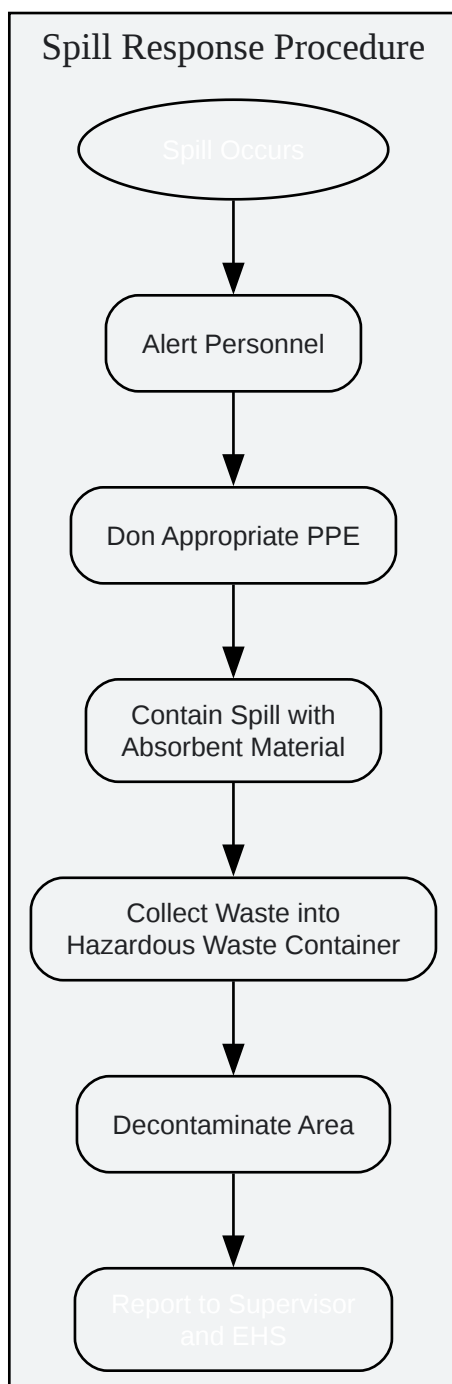 Spill Response Procedure
Spill Occurs
Alert Personnel
Don Appropriate PPE
Contain Spill with
Absorbent Material
Collect Waste into
Hazardous Waste Container
Decontaminate Area
Report to Supervisor
and EHS